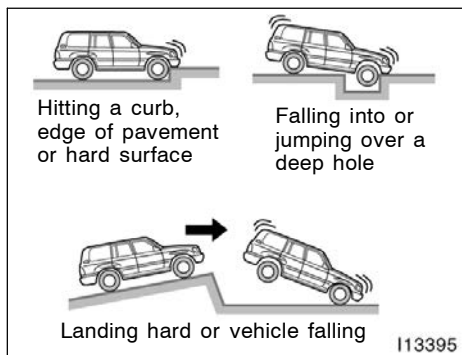 Hitting a curb,
edge of pavement
or hard surface
Falling into or
jumping over a
deep hole
Landing hard or vehicle falling
I13395